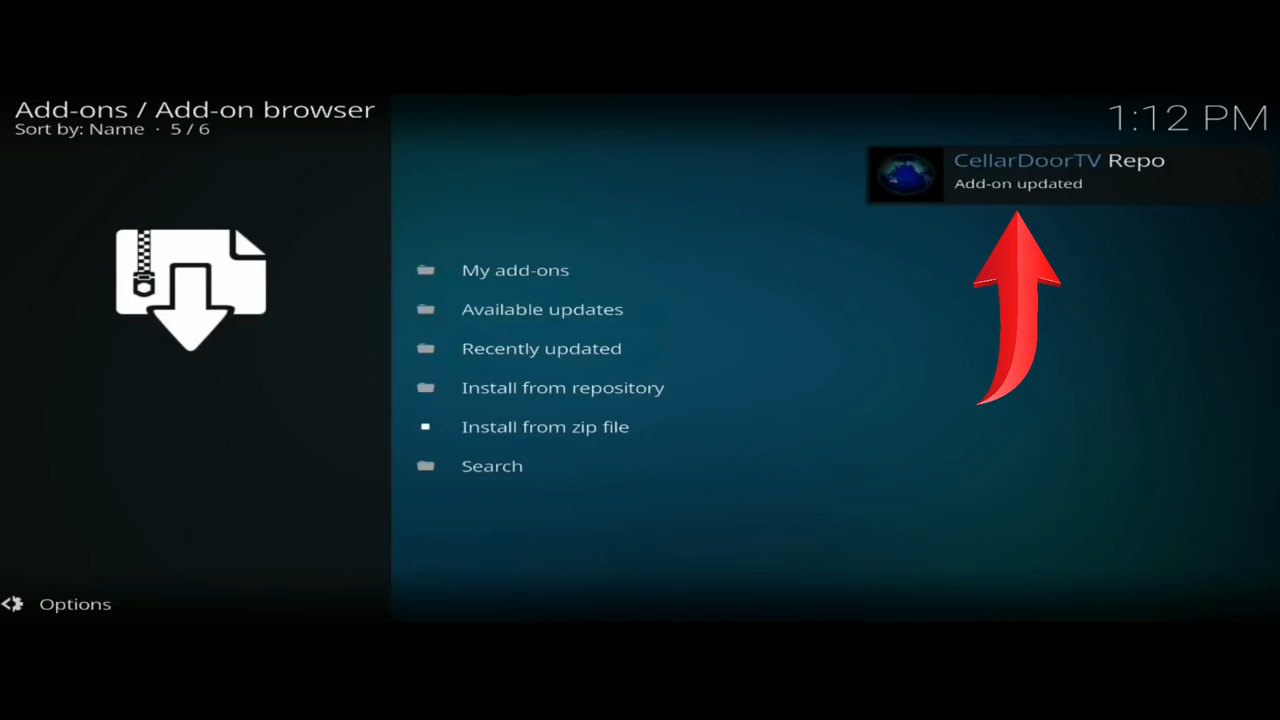 Add-ons / Add-on browser
Sort by: Name · 5 / 6
1:12 PM
CellarDoorTV Repo
Add-on updated
My add-ons
Available updates
Recently updated
Install from repository
Install from zip file
Search
Options